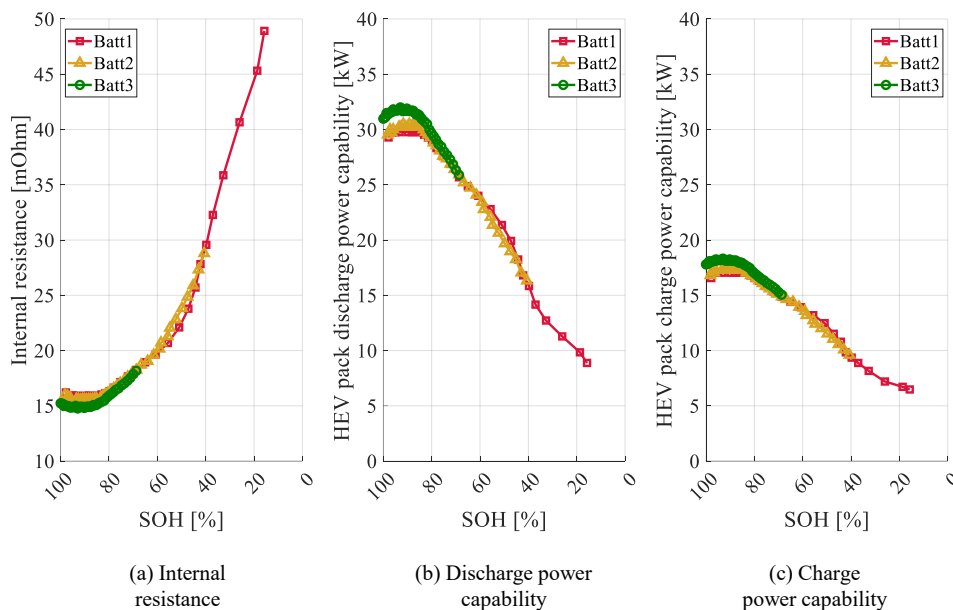 Internal resistance [mOhm]
50
45
40
35
30
25
20
15
10
100
80
60
40
20
0
SOH [%]
Batt1
Batt2
Batt3
(a) Internal
resistance
HEV pack discharge power capability [kW]
40
35
30
25
20
15
10
5
0
100
80
60
40
20
0
SOH [%]
Batt1
Batt2
Batt3
(b) Discharge power
capability
HEV pack charge power capability [kW]
40
35
30
25
20
15
10
5
0
100
80
60
40
20
0
SOH [%]
Batt1
Batt2
Batt3
(c) Charge
power capability